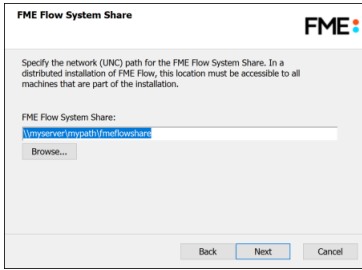 FME Flow System Share
FME
Specify the network (UNC) path for the FME Flow System Share. In a
distributed installation of FME Flow, this location must be accessible to all
machines that are part of the installation.
FME Flow System Share:
\\myserver\mypath\fmeflowshare
Browse...
Back Next Cancel